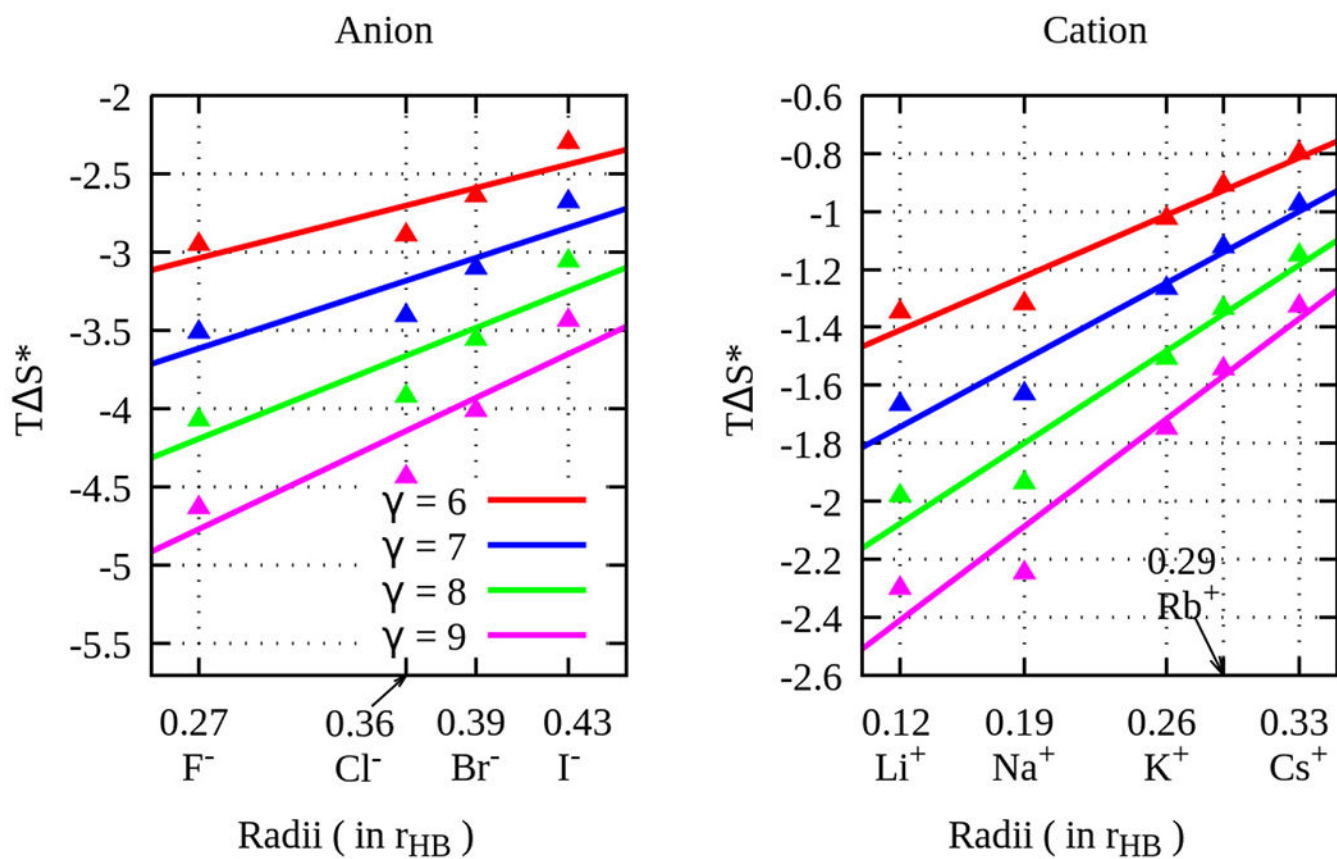 Anion
-2
-2.5
-3
-3.5
-4
-4.5
-5
-5.5
TΔS*
γ = 6
γ = 7
γ = 8
γ = 9
0.27 0.36 0.39 0.43
F⁻ Cl⁻ Br⁻ I⁻
Radii ( in r_HB )
Cation
-0.6
-0.8
-1
-1.2
-1.4
-1.6
-1.8
-2
-2.2
-2.4
-2.6
TΔS*
0.29
Rb⁺
0.12 0.19 0.26 0.33
Li⁺ Na⁺ K⁺ Cs⁺
Radii ( in r_HB )